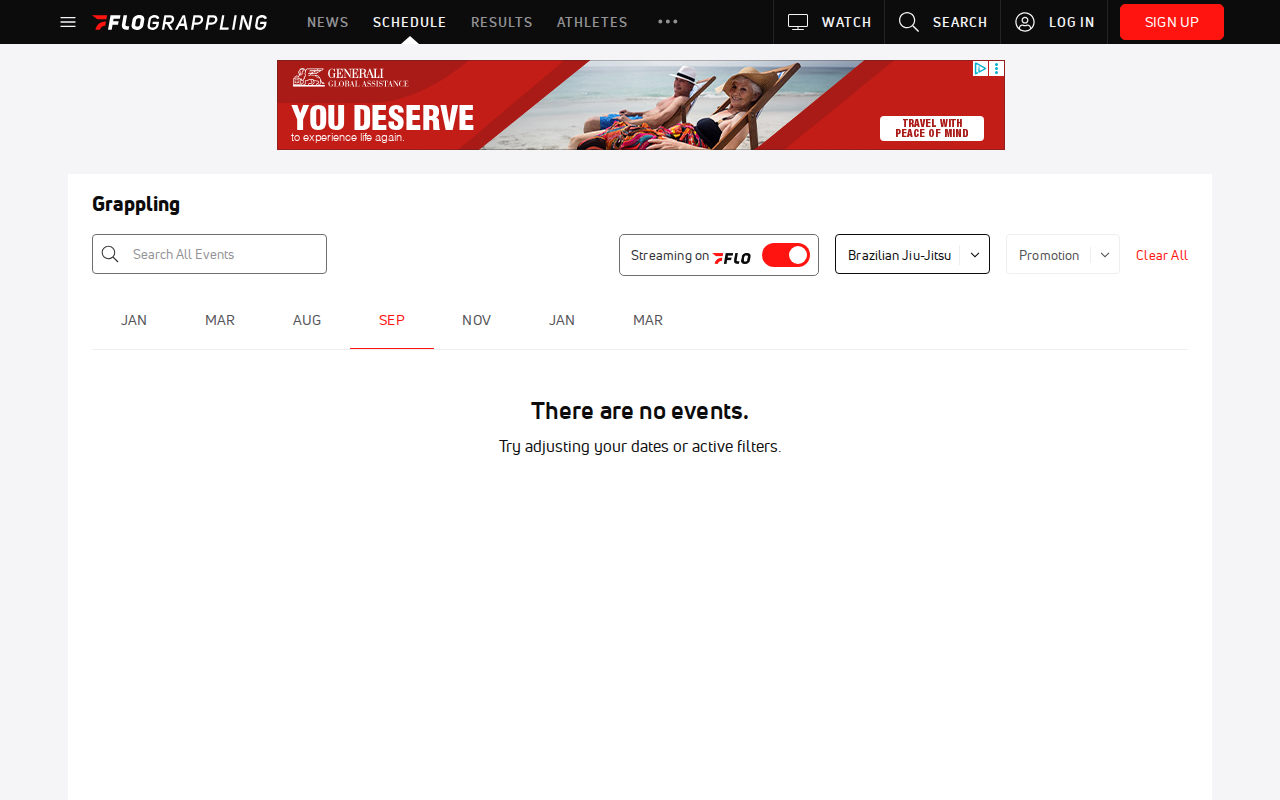 FLOGRAPPLING
NEWS
SCHEDULE
RESULTS
ATHLETES
WATCH
SEARCH
LOG IN
SIGN UP
GENERALI
GLOBAL ASSISTANCE
YOU DESERVE
to experience life again.
TRAVEL WITH
PEACE OF MIND
Grappling
Search All Events
Streaming on FLO
Brazilian Jiu-Jitsu
Promotion
Clear All
JAN
MAR
AUG
SEP
NOV
JAN
MAR
There are no events.
Try adjusting your dates or active filters.